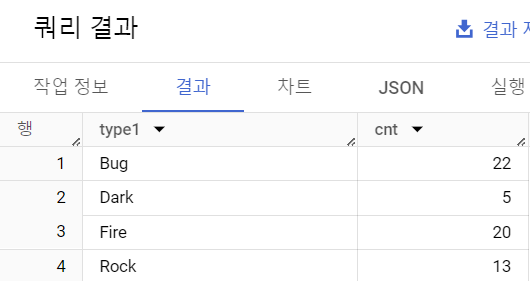 쿼리 결과
결과
작업 정보 결과 차트 JSON 실행
행 type1 cnt
1 Bug 22
2 Dark 5
3 Fire 20
4 Rock 13